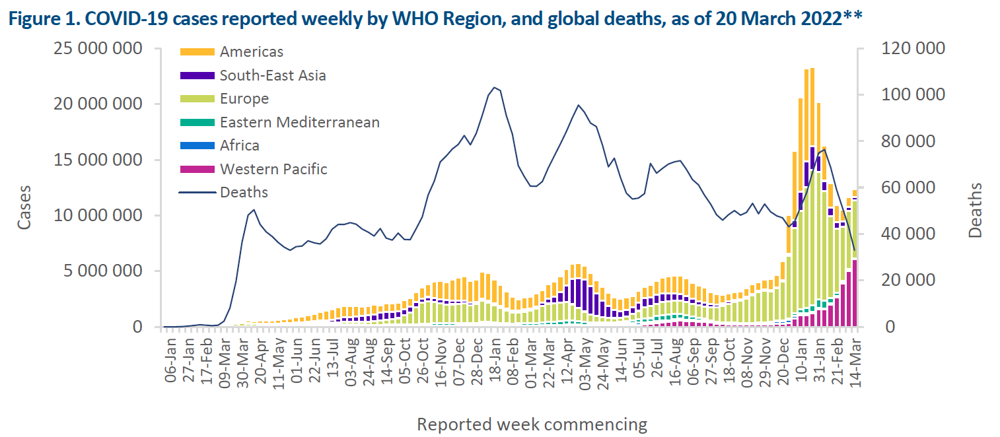 Figure 1. COVID-19 cases reported weekly by WHO Region, and global deaths, as of 20 March 2022**
25 000 000
20 000 000
15 000 000
10 000 000
5 000 000
0
Cases
Americas
South-East Asia
Europe
Eastern Mediterranean
Africa
Western Pacific
Deaths
120 000
100 000
80 000
60 000
40 000
20 000
0
Deaths
06-Jan
27-Jan
17-Feb
09-Mar
30-Mar
20-Apr
11-May
01-Jun
22-Jun
13-Jul
03-Aug
24-Aug
14-Sep
05-Oct
26-Oct
16-Nov
07-Dec
28-Dec
18-Jan
08-Feb
01-Mar
22-Mar
12-Apr
03-May
24-May
14-Jun
05-Jul
26-Jul
16-Aug
06-Sep
27-Sep
18-Oct
08-Nov
29-Nov
20-Dec
10-Jan
31-Jan
21-Feb
14-Mar
Reported week commencing